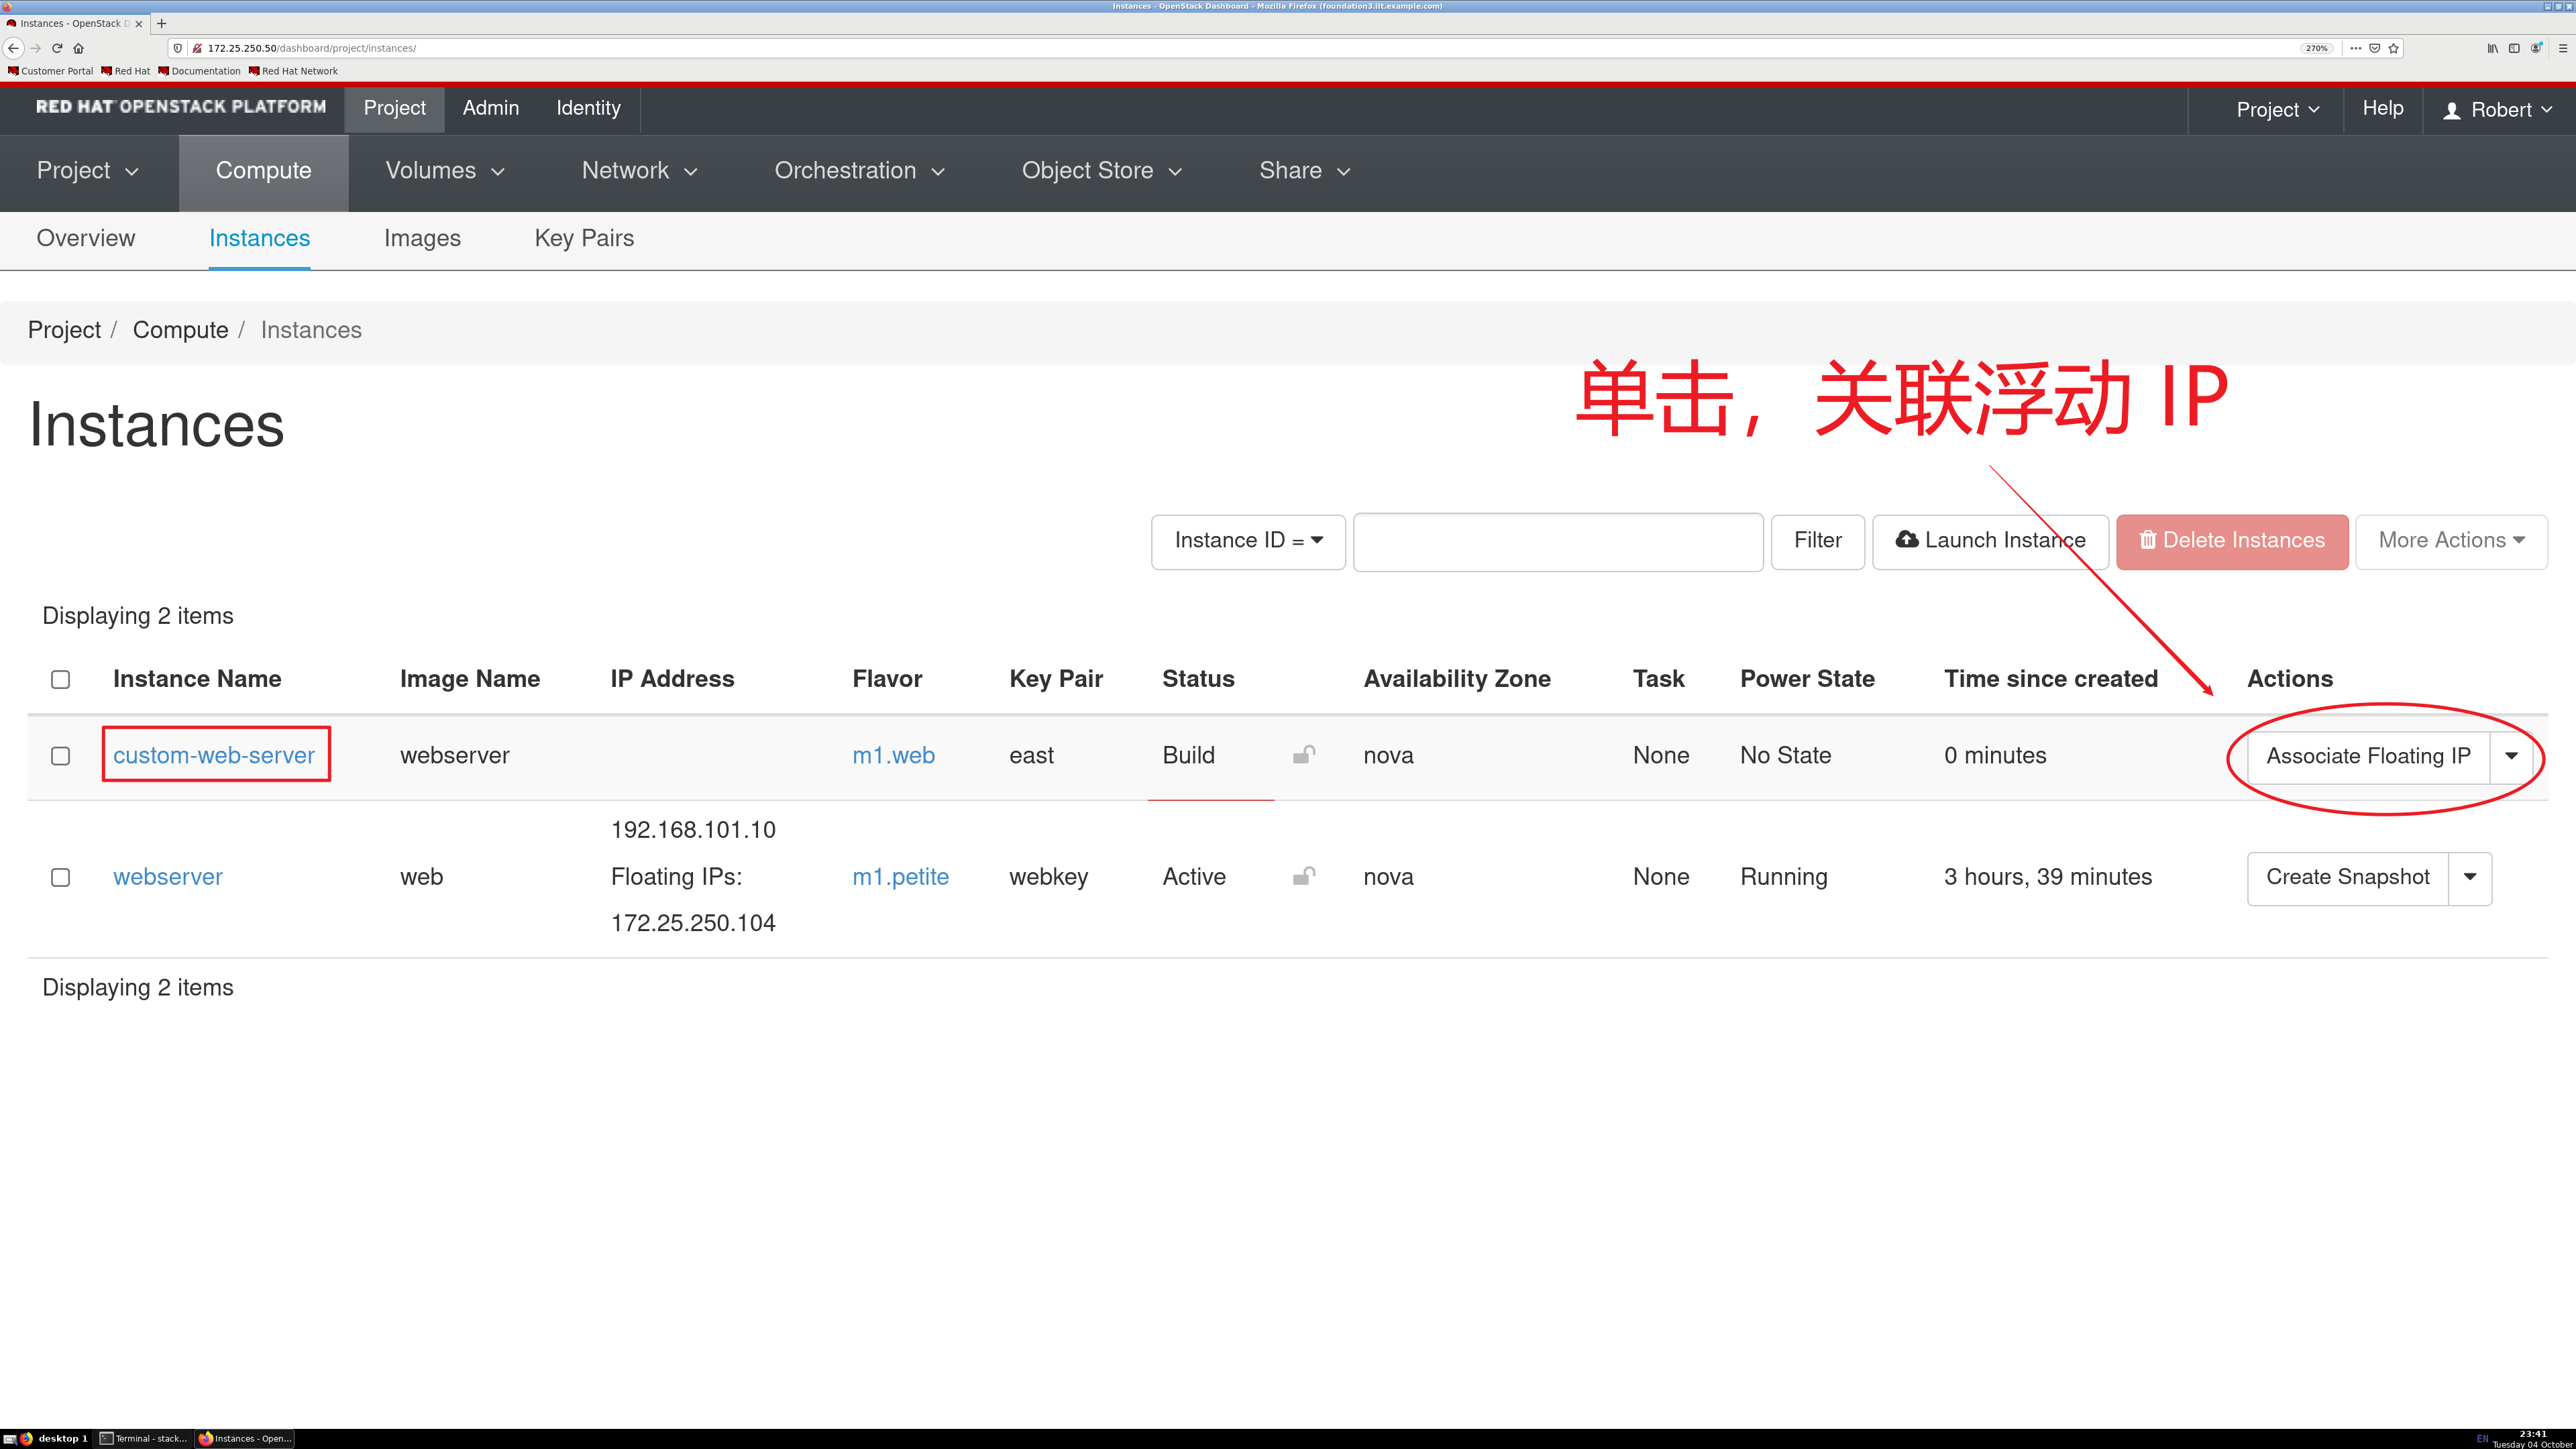 Instances - OpenStack Dashboard - Mozilla Firefox (foundation3.ilt.example.com)
Instances - OpenStack D
172.25.250.50/dashboard/project/instances/
270%
Customer Portal Red Hat Documentation Red Hat Network
RED HAT OPENSTACK PLATFORM Project Admin Identity Project Help Robert
Project Compute Volumes Network Orchestration Object Store Share
Overview Instances Images Key Pairs
Project / Compute / Instances
单击，关联浮动 IP
Instances
Instance ID = Filter Launch Instance Delete Instances More Actions
Displaying 2 items
Instance Name Image Name IP Address Flavor Key Pair Status Availability Zone Task Power State Time since created Actions
custom-web-server webserver m1.web east Build nova None No State 0 minutes Associate Floating IP
192.168.101.10
webserver web Floating IPs: m1.petite webkey Active nova None Running 3 hours, 39 minutes Create Snapshot
172.25.250.104
Displaying 2 items
desktop 1 Terminal - stack... Instances - Open... EN 23:41
Tuesday 04 October